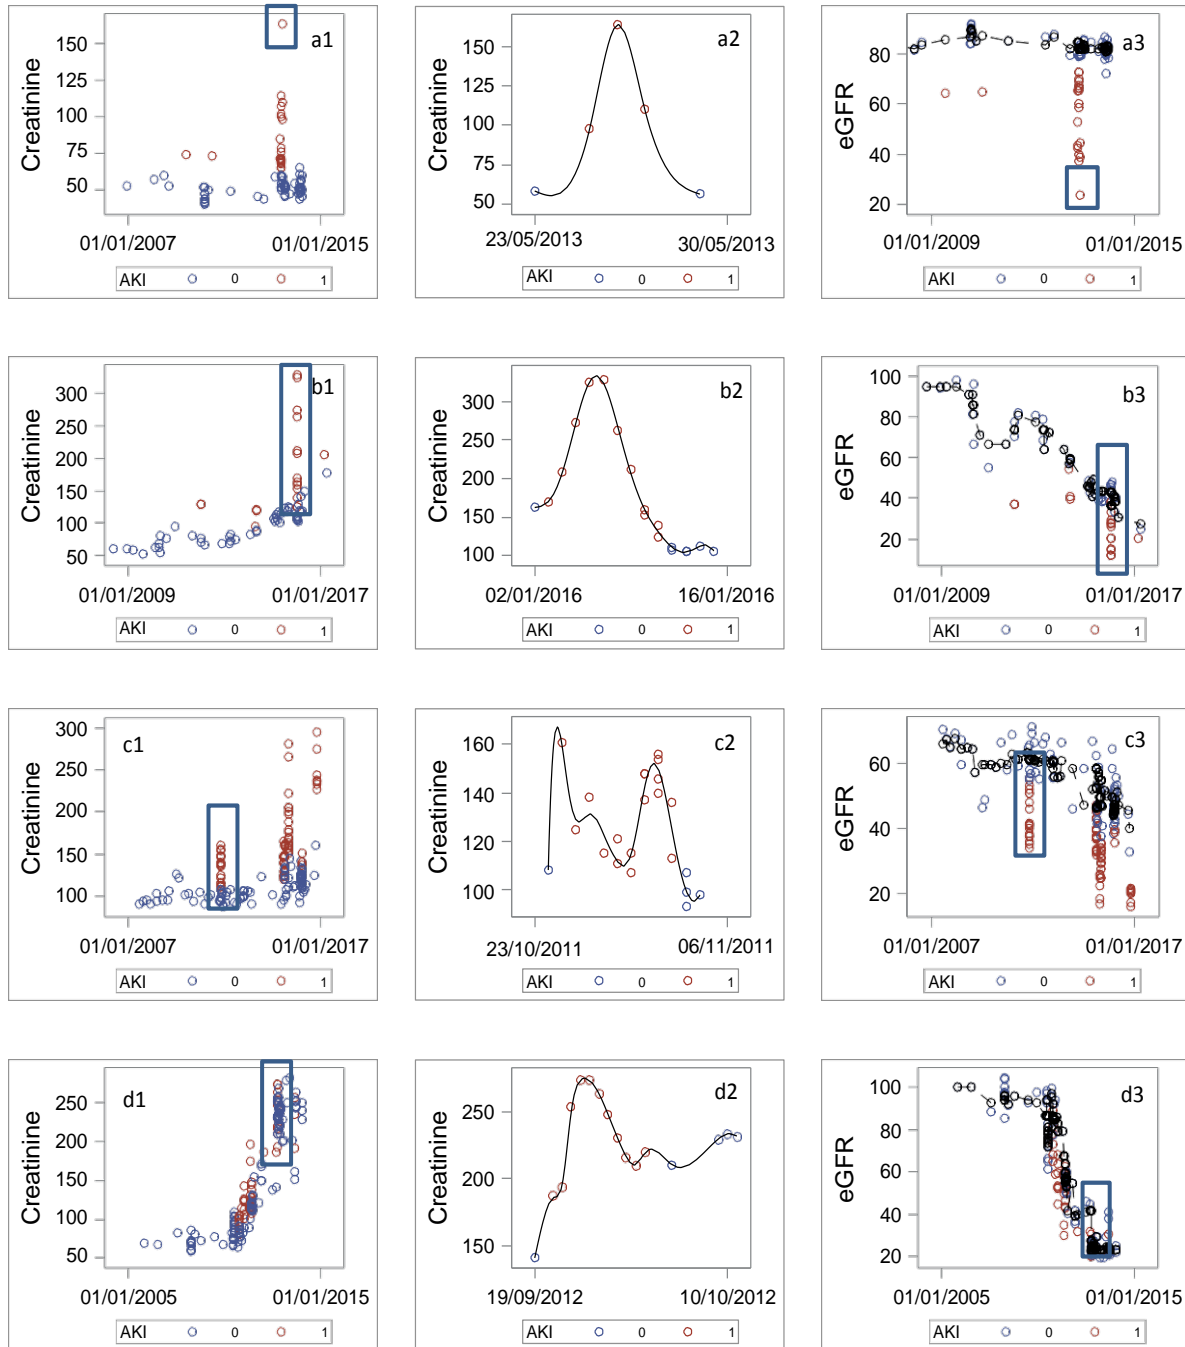 a1
Creatinine
150
125
100
75
50
01/01/2007
01/01/2015
AKI 0 1
a2
Creatinine
175
150
125
100
75
50
23/05/2013
30/05/2013
AKI 0 1
a3
eGFR
80
60
40
20
01/01/2009
01/01/2015
AKI 0 1
b1
Creatinine
300
250
200
150
100
50
01/01/2009
01/01/2017
AKI 0 1
b2
Creatinine
300
250
200
150
100
02/01/2016
16/01/2016
AKI 0 1
b3
eGFR
100
80
60
40
20
01/01/2009
01/01/2017
AKI 0 1
c1
Creatinine
300
250
200
150
100
01/01/2007
01/01/2017
AKI 0 1
c2
Creatinine
160
140
120
100
23/10/2011
06/11/2011
AKI 0 1
c3
eGFR
60
40
20
01/01/2007
01/01/2017
AKI 0 1
d1
Creatinine
250
200
150
100
50
01/01/2005
01/01/2015
AKI 0 1
d2
Creatinine
250
200
150
19/09/2012
10/10/2012
AKI 0 1
d3
eGFR
100
80
60
40
20
01/01/2005
01/01/2015
AKI 0 1